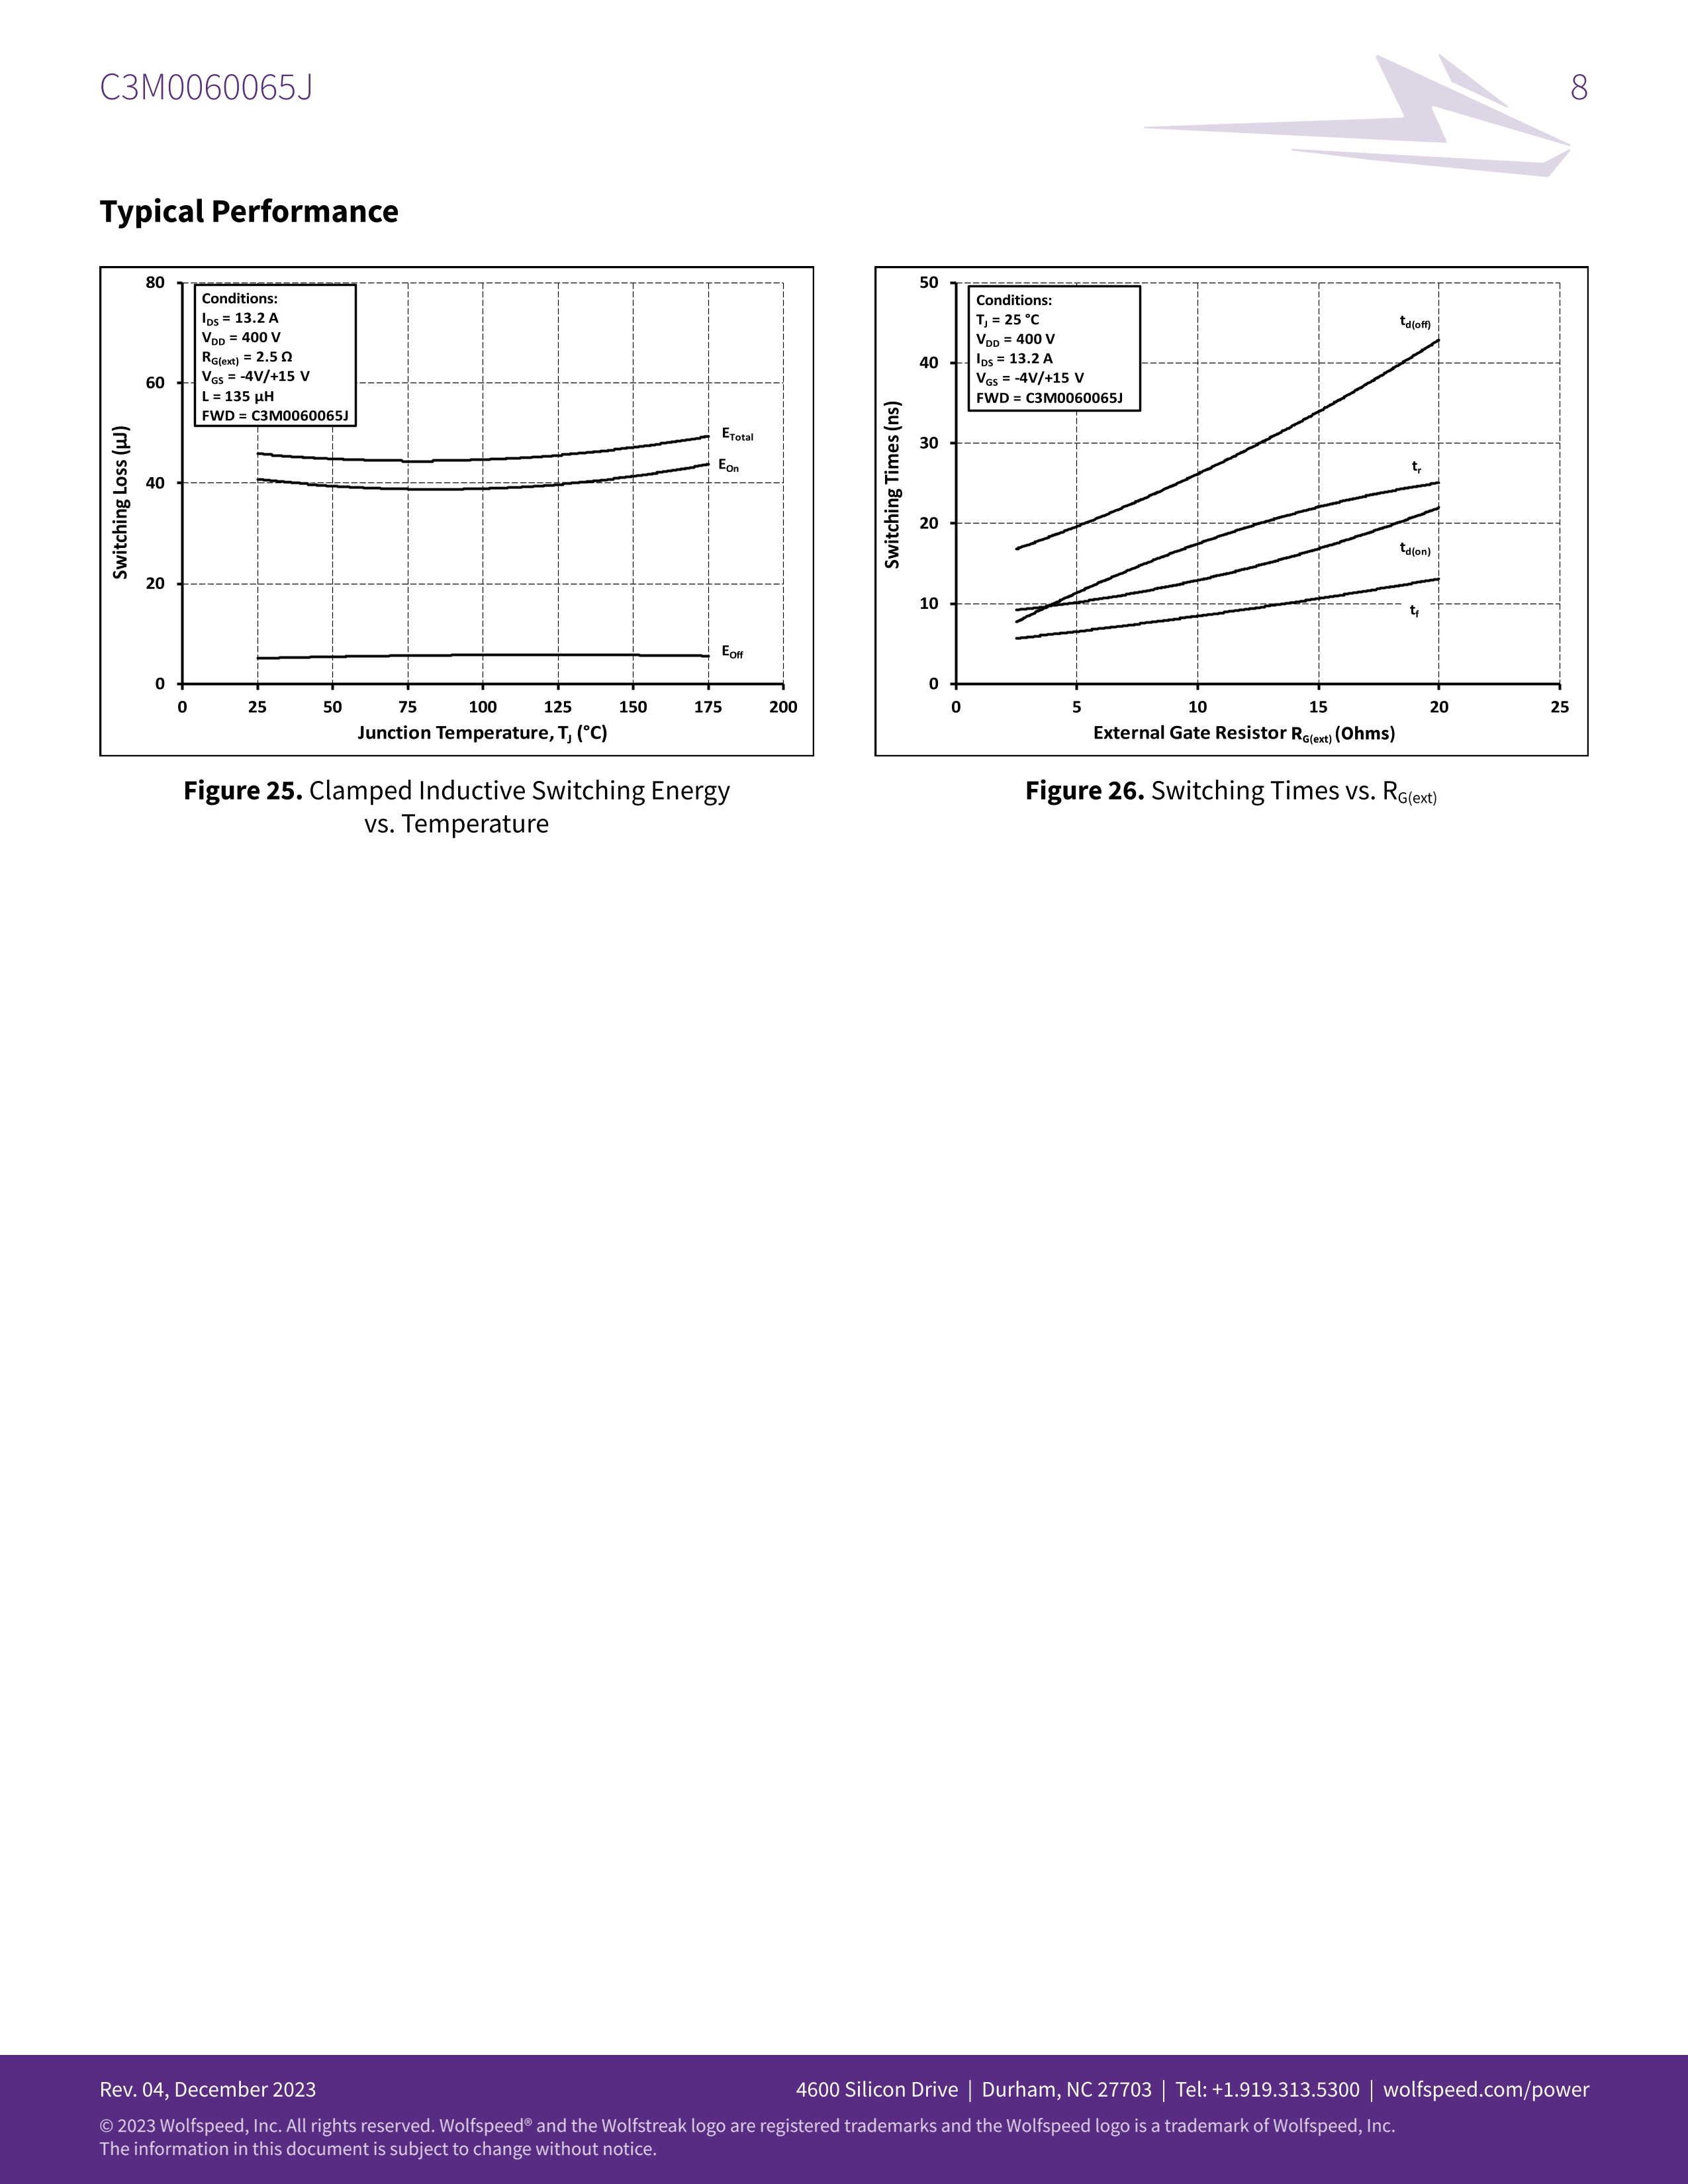 C3M0060065J
8
Typical Performance
80
60
40
20
0
Switching Loss (µJ)
Conditions:
IDS = 13.2 A
VDD = 400 V
RG(ext) = 2.5 Ω
VGS = -4V/+15 V
L = 135 µH
FWD = C3M0060065J
ETotal
EOn
EOff
0 25 50 75 100 125 150 175 200
Junction Temperature, TJ (°C)
Figure 25. Clamped Inductive Switching Energy
vs. Temperature
50
40
30
20
10
0
Switching Times (ns)
Conditions:
TJ = 25 °C
VDD = 400 V
IDS = 13.2 A
VGS = -4V/+15 V
FWD = C3M0060065J
td(off)
tr
td(on)
tf
0 5 10 15 20 25
External Gate Resistor RG(ext) (Ohms)
Figure 26. Switching Times vs. RG(ext)
Rev. 04, December 2023
4600 Silicon Drive | Durham, NC 27703 | Tel: +1.919.313.5300 | wolfspeed.com/power
© 2023 Wolfspeed, Inc. All rights reserved. Wolfspeed® and the Wolfstreak logo are registered trademarks and the Wolfspeed logo is a trademark of Wolfspeed, Inc.
The information in this document is subject to change without notice.